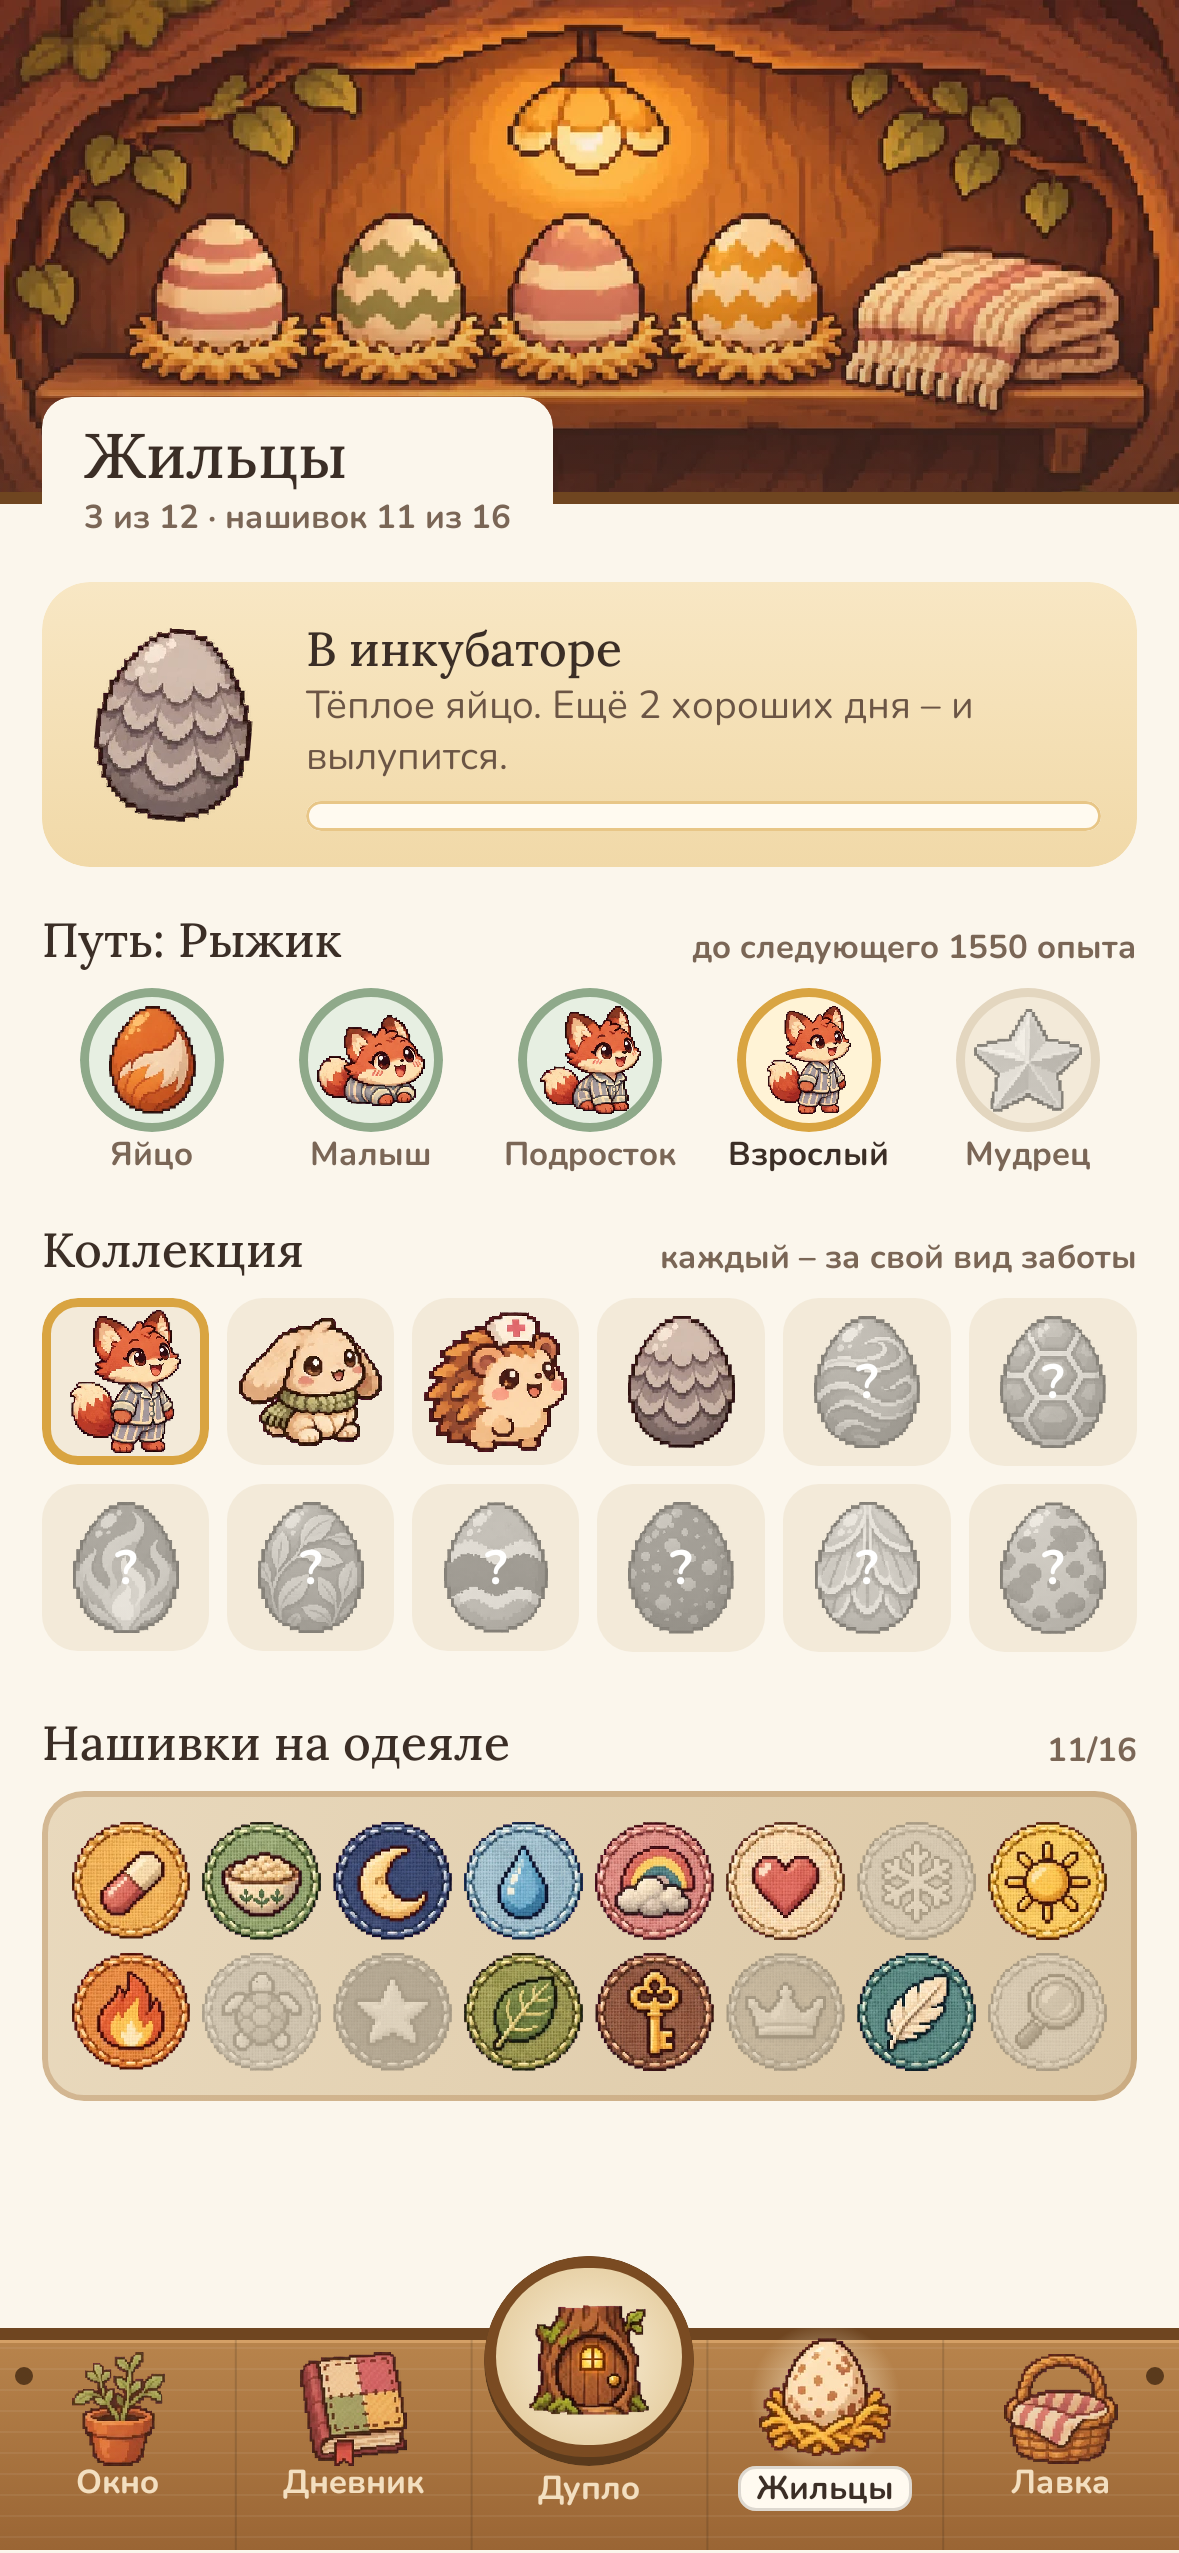 Жильцы
3 из 12 · нашивок 11 из 16
В инкубаторе
Тёплое яйцо. Ещё 2 хороших дня – и
вылупится.
Путь: Рыжик
до следующего 1550 опыта
Яйцо
Малыш
Подросток
Взрослый
Мудрец
Коллекция
каждый – за свой вид заботы
? ?
? ? ? ? ? ?
Нашивки на одеяле
11/16
Окно
Дневник
Дупло
Жильцы
Лавка